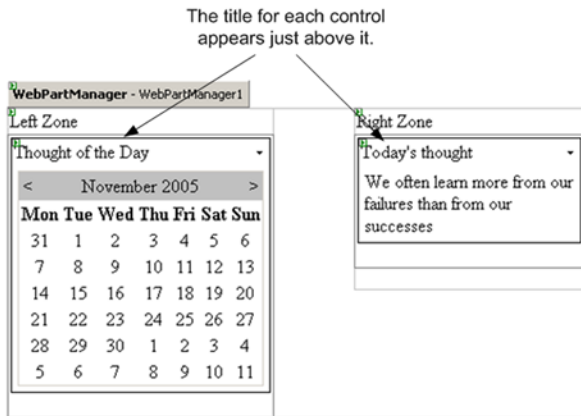 The title for each control
appears just above it.
WebPartManager - WebPartManager1
Left Zone
Thought of the Day
< November 2005 >
Mon Tue Wed Thu Fri Sat Sun
31 1 2 3 4 5 6
7 8 9 10 11 12 13
14 15 16 17 18 19 20
21 22 23 24 25 26 27
28 29 30 1 2 3 4
5 6 7 8 9 10 11
Right Zone
Today's thought
We often learn more from our
failures than from our
successes